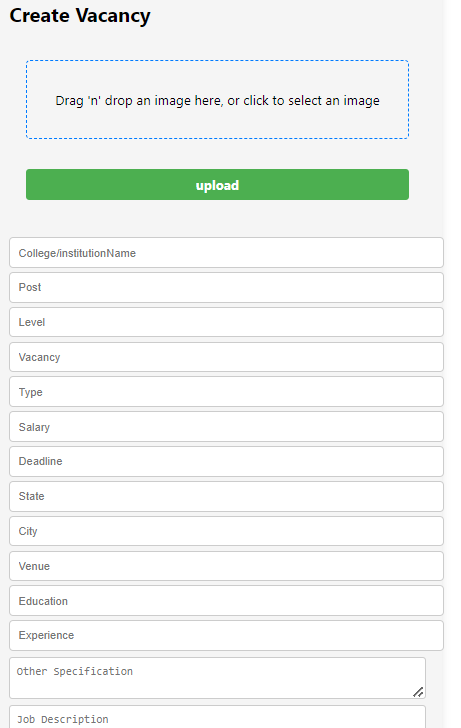 Create Vacancy
Drag 'n' drop an image here, or click to select an image
upload
College/institutionName
Post
Level
Vacancy
Type
Salary
Deadline
State
City
Venue
Education
Experience
Other Specification
Job Description